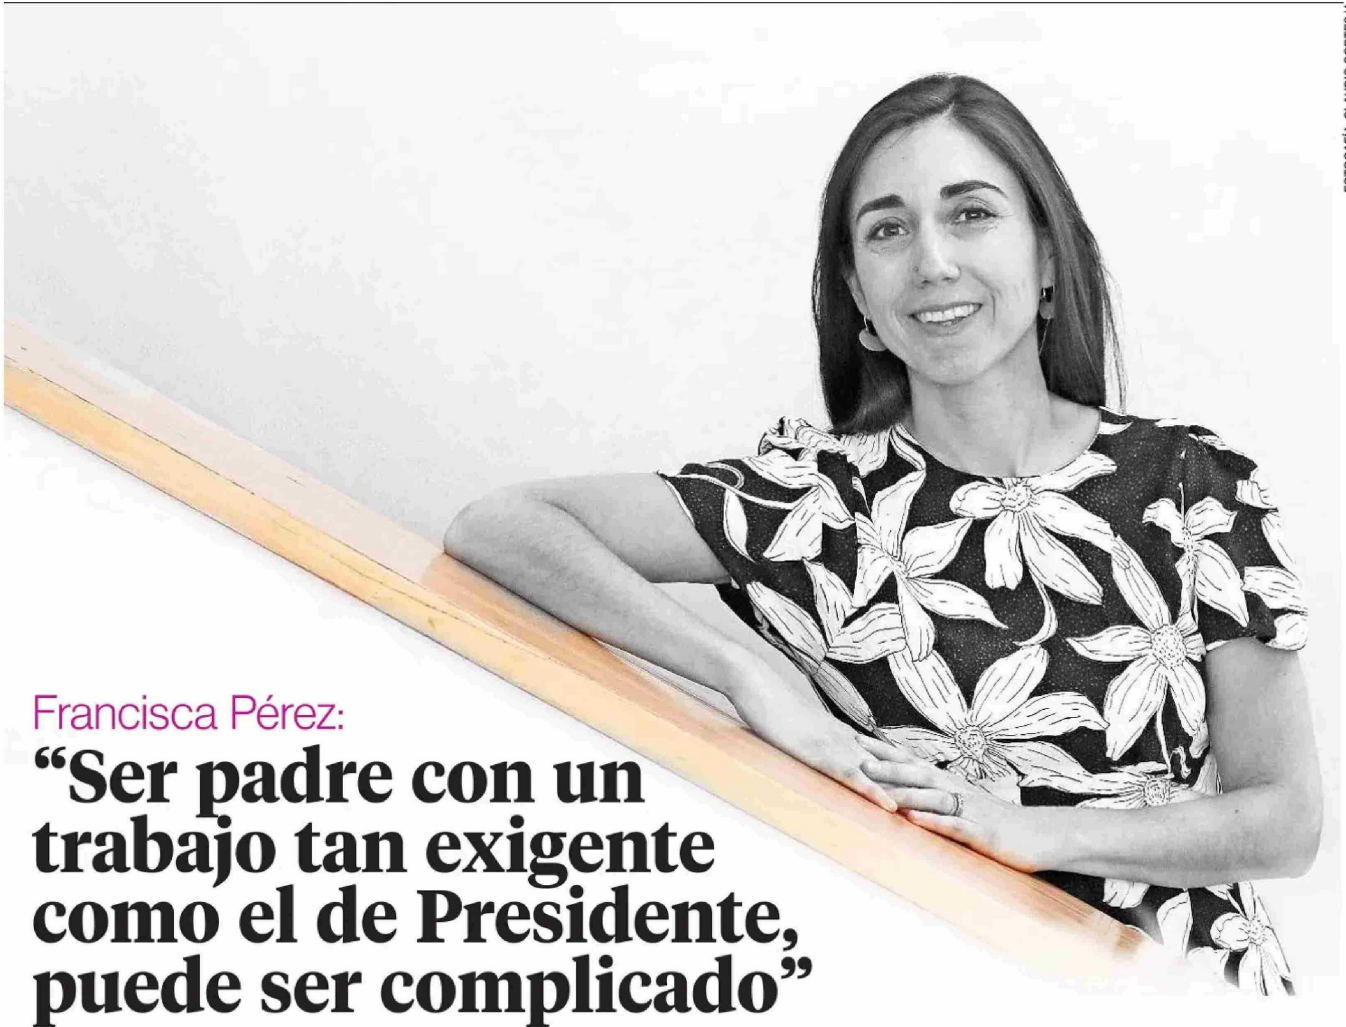 Francisca Pérez:
“Ser padre con un
trabajo tan exigente
como el de Presidente,
puede ser complicado”